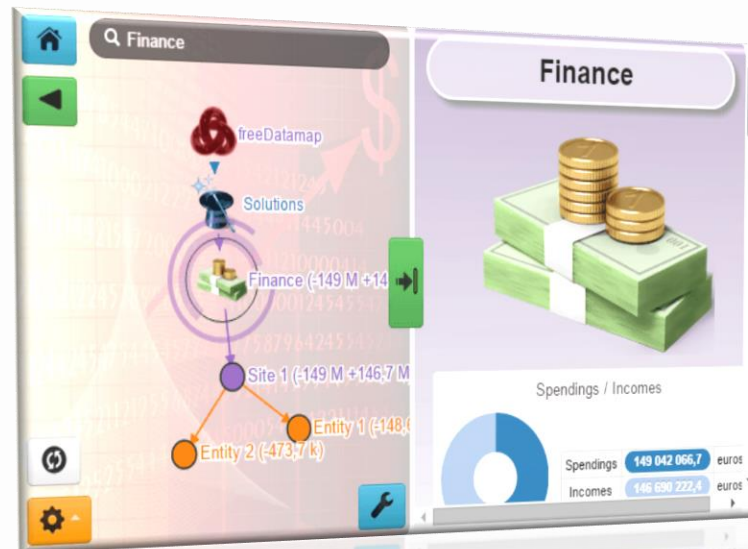 Finance
freeDatamap
Solutions
Finance (-149 M +14
Site 1 (-149 M +146,7 M
Entity 1 (-148,6
Entity 2 (-473,7 k)
Finance
Spendings / Incomes
Spendings 149 042 066,7 euros
Incomes 146 690 222,4 euros